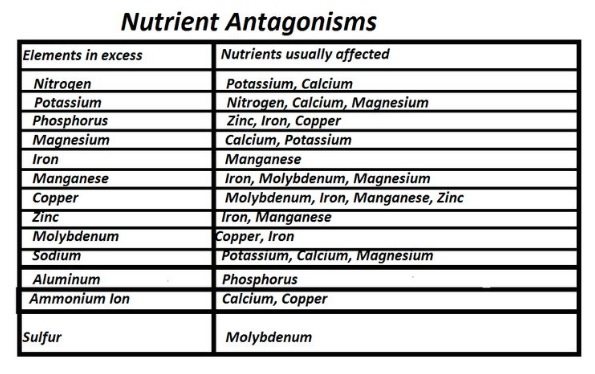 Nutrient Antagonisms
Elements in excess Nutrients usually affected
Nitrogen Potassium, Calcium
Potassium Nitrogen, Calcium, Magnesium
Phosphorus Zinc, Iron, Copper
Magnesium Calcium, Potassium
Iron Manganese
Manganese Iron, Molybdenum, Magnesium
Copper Molybdenum, Iron, Manganese, Zinc
Zinc Iron, Manganese
Molybdenum Copper, Iron
Sodium Potassium, Calcium, Magnesium
Aluminum Phosphorus
Ammonium Ion Calcium, Copper
Sulfur Molybdenum